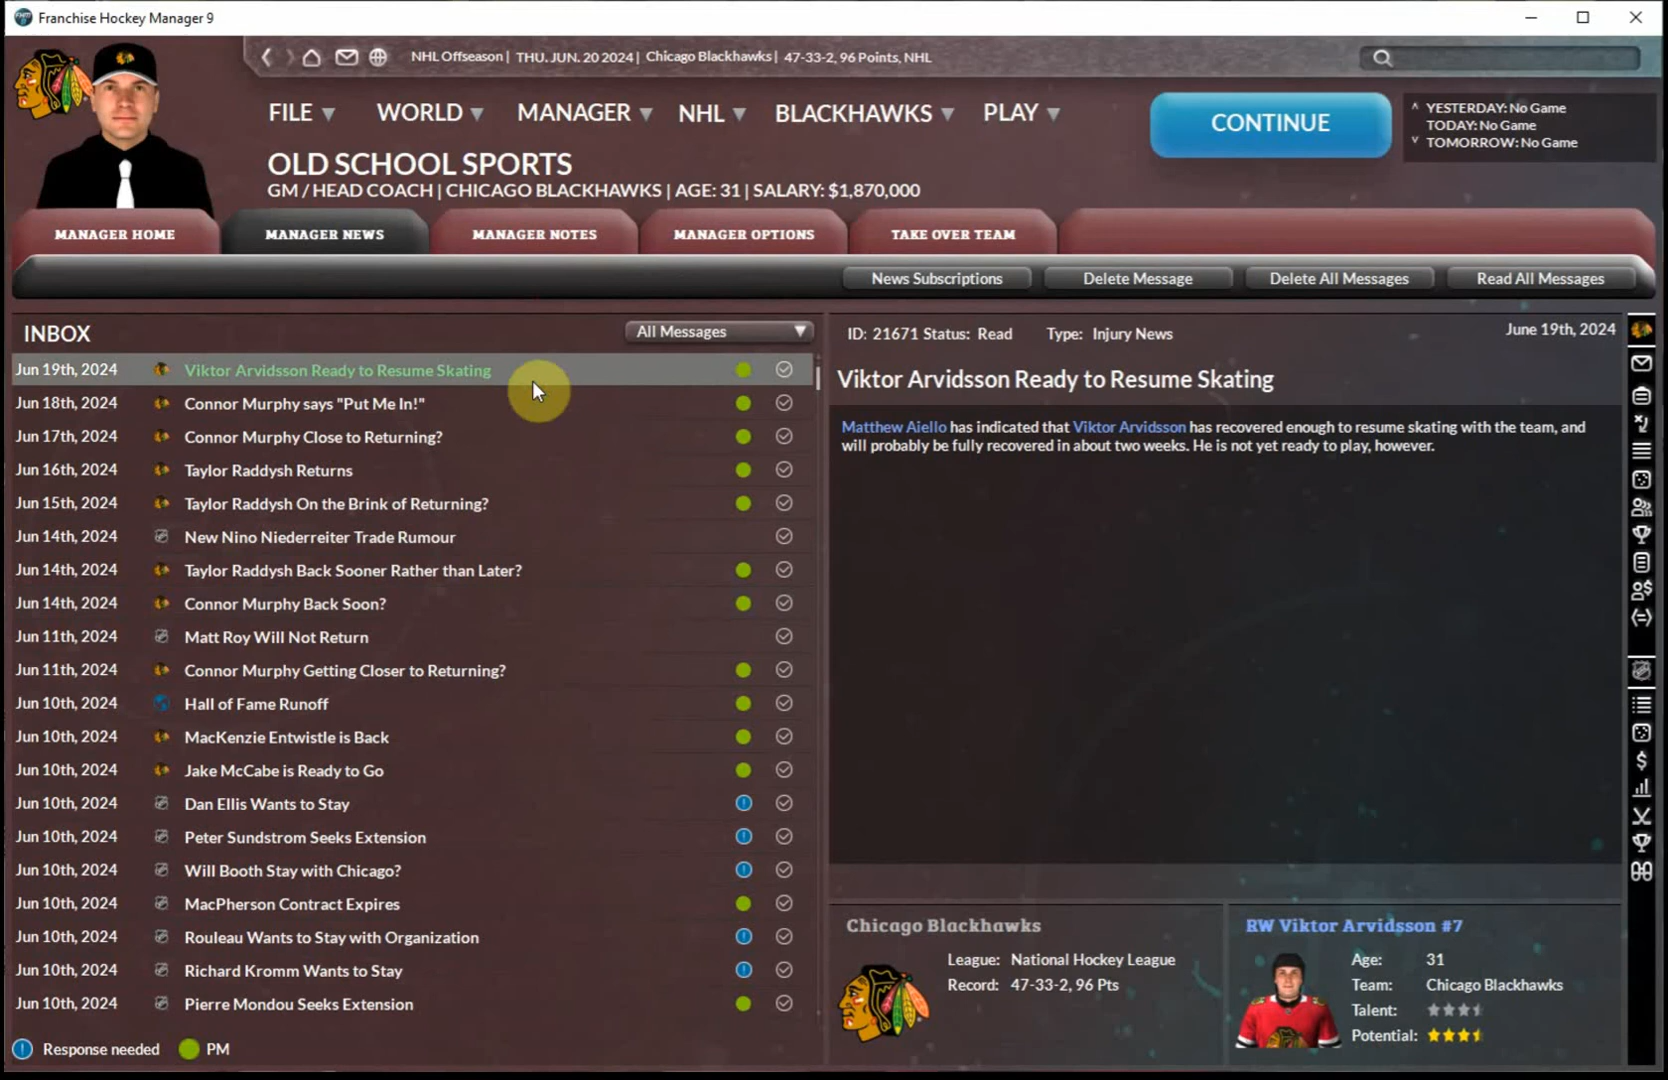 Franchise Hockey Manager 9
NHL Offseason | THU. JUN. 20 2024 | Chicago Blackhawks | 47-33-2, 96 Points, NHL
FILE WORLD MANAGER NHL BLACKHAWKS PLAY
CONTINUE
YESTERDAY: No Game
TODAY: No Game
TOMORROW: No Game
OLD SCHOOL SPORTS
GM / HEAD COACH | CHICAGO BLACKHAWKS | AGE: 31 | SALARY: $1,870,000
MANAGER HOME MANAGER NEWS MANAGER NOTES MANAGER OPTIONS TAKE OVER TEAM
News Subscriptions Delete Message Delete All Messages Read All Messages
INBOX All Messages
Jun 19th, 2024 Viktor Arvidsson Ready to Resume Skating
Jun 18th, 2024 Connor Murphy says "Put Me In!"
Jun 17th, 2024 Connor Murphy Close to Returning?
Jun 16th, 2024 Taylor Raddysh Returns
Jun 15th, 2024 Taylor Raddysh On the Brink of Returning?
Jun 14th, 2024 New Nino Niederreiter Trade Rumour
Jun 14th, 2024 Taylor Raddysh Back Sooner Rather than Later?
Jun 14th, 2024 Connor Murphy Back Soon?
Jun 11th, 2024 Matt Roy Will Not Return
Jun 11th, 2024 Connor Murphy Getting Closer to Returning?
Jun 10th, 2024 Hall of Fame Runoff
Jun 10th, 2024 MacKenzie Entwistle is Back
Jun 10th, 2024 Jake McCabe is Ready to Go
Jun 10th, 2024 Dan Ellis Wants to Stay
Jun 10th, 2024 Peter Sundstrom Seeks Extension
Jun 10th, 2024 Will Booth Stay with Chicago?
Jun 10th, 2024 MacPherson Contract Expires
Jun 10th, 2024 Rouleau Wants to Stay with Organization
Jun 10th, 2024 Richard Kromm Wants to Stay
Jun 10th, 2024 Pierre Mondou Seeks Extension
Response needed PM
ID: 21671 Status: Read Type: Injury News June 19th, 2024
Viktor Arvidsson Ready to Resume Skating
Matthew Aiello has indicated that Viktor Arvidsson has recovered enough to resume skating with the team, and
will probably be fully recovered in about two weeks. He is not yet ready to play, however.
Chicago Blackhawks
League: National Hockey League
Record: 47-33-2, 96 Pts
RW Viktor Arvidsson #7
Age: 31
Team: Chicago Blackhawks
Talent:
Potential: